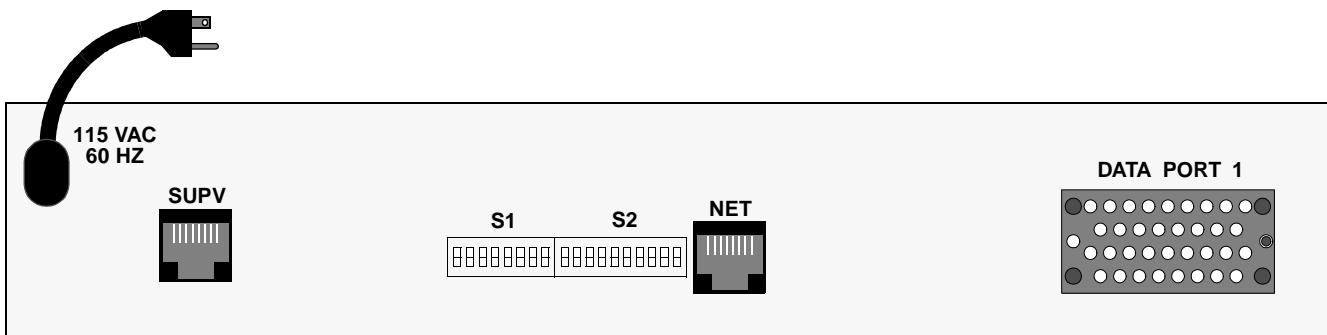 115 VAC
60 HZ
SUPV
S1
S2
NET
DATA PORT 1